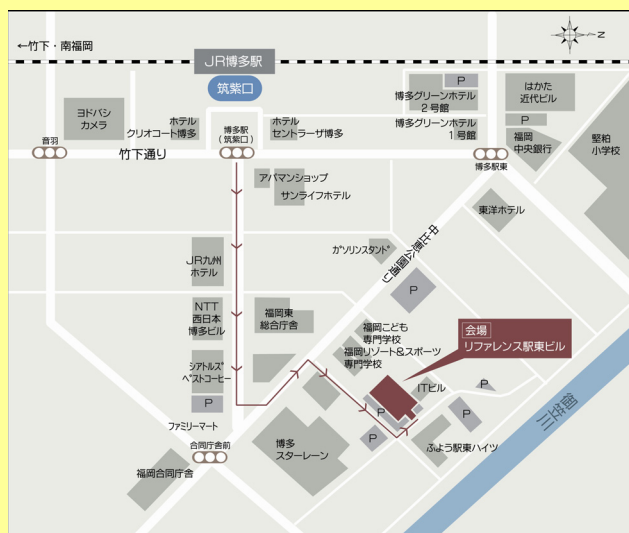 ←竹下・南福岡
N
JR博多駅
筑紫口
P
博多グリーンホテル
2号館
はかた
近代ビル
ヨドバシ
カメラ
ホテル
クリオコート博多
博多駅
(筑紫口)
ホテル
セントラーザ博多
博多グリーンホテル
1号館
P
福岡
中央銀行
堅粕
小学校
音羽
竹下通り
博多駅東
アパマンショップ
サンライフホテル
東洋ホテル
中比恵公園通り
ガソリンスタンド
JR九州
ホテル
P
NTT
西日本
博多ビル
福岡東
総合庁舎
福岡こども
専門学校
福岡リゾート&スポーツ
専門学校
会場
リファレンス駅東ビル
シアトルズ
ベストコーヒー
P
ITビル
P
P
P
P
御笠川
ファミリーマート
合同庁舎前
博多
スターレーン
ふよう駅東ハイツ
福岡合同庁舎